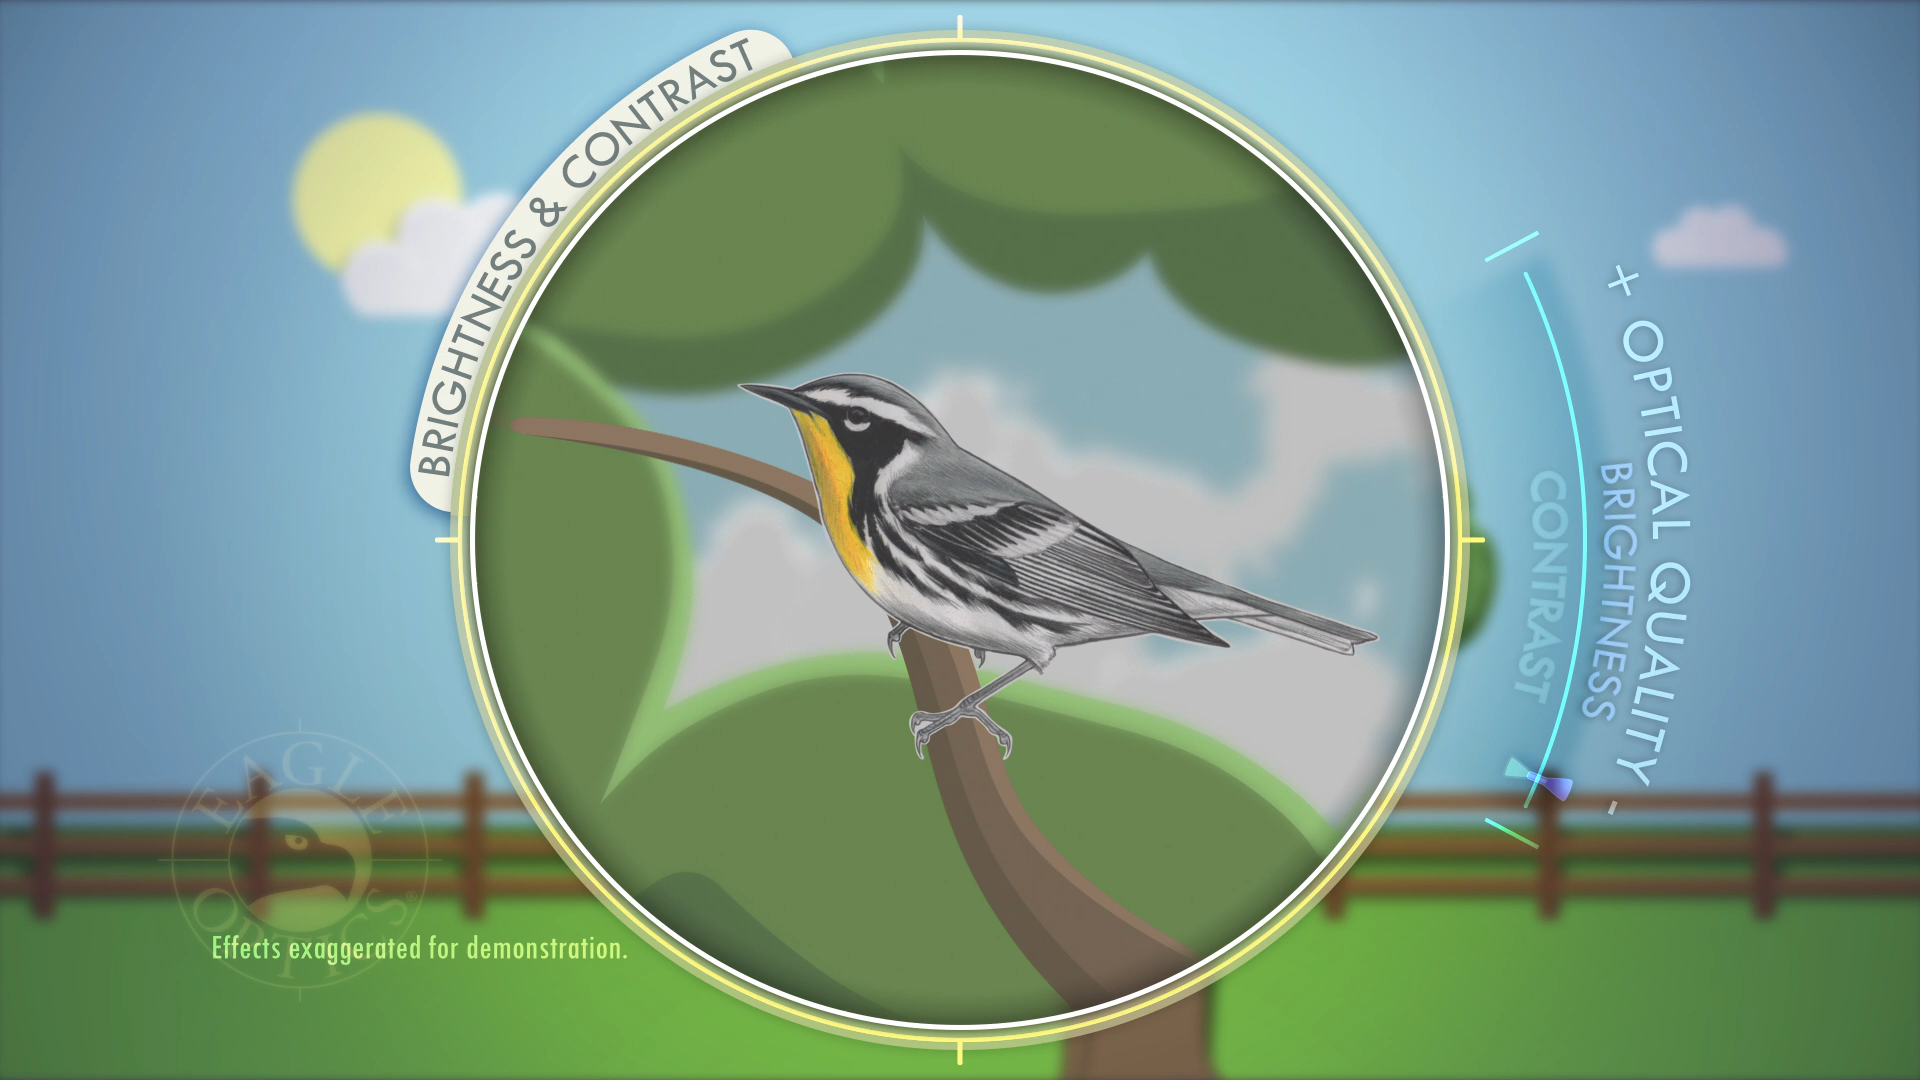 BRIGHTNESS & CONTRAST
+ OPTICAL QUALITY -
BRIGHTNESS
CONTRAST
EAGLE
OPTICS®
Effects exaggerated for demonstration.